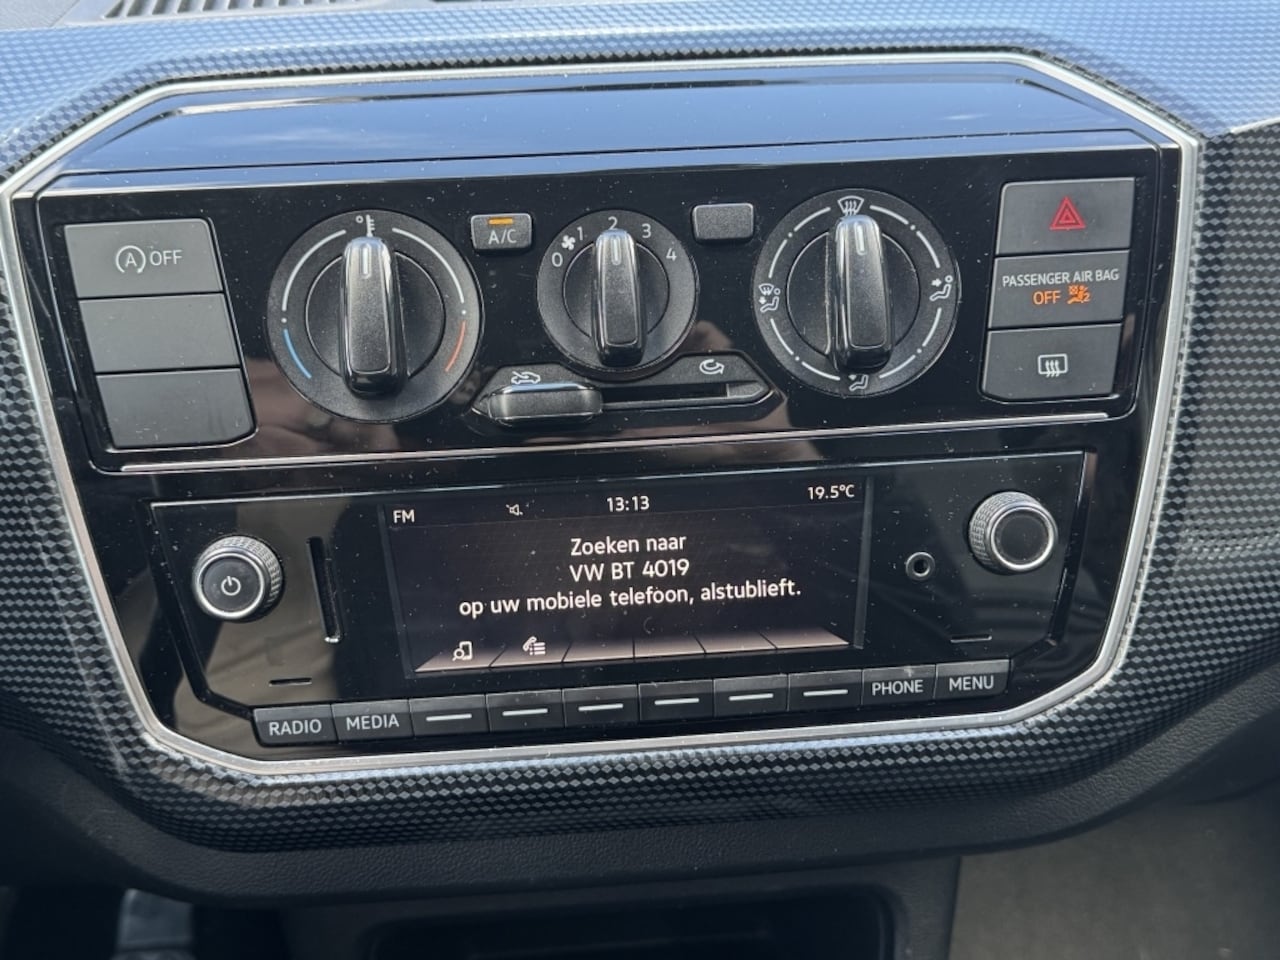 A OFF
A/C
0 1 2 3 4
PASSENGER AIR BAG
OFF
FM 13:13 19.5°C
Zoeken naar
VW BT 4019
op uw mobiele telefoon, alstublieft.
RADIO MEDIA PHONE MENU